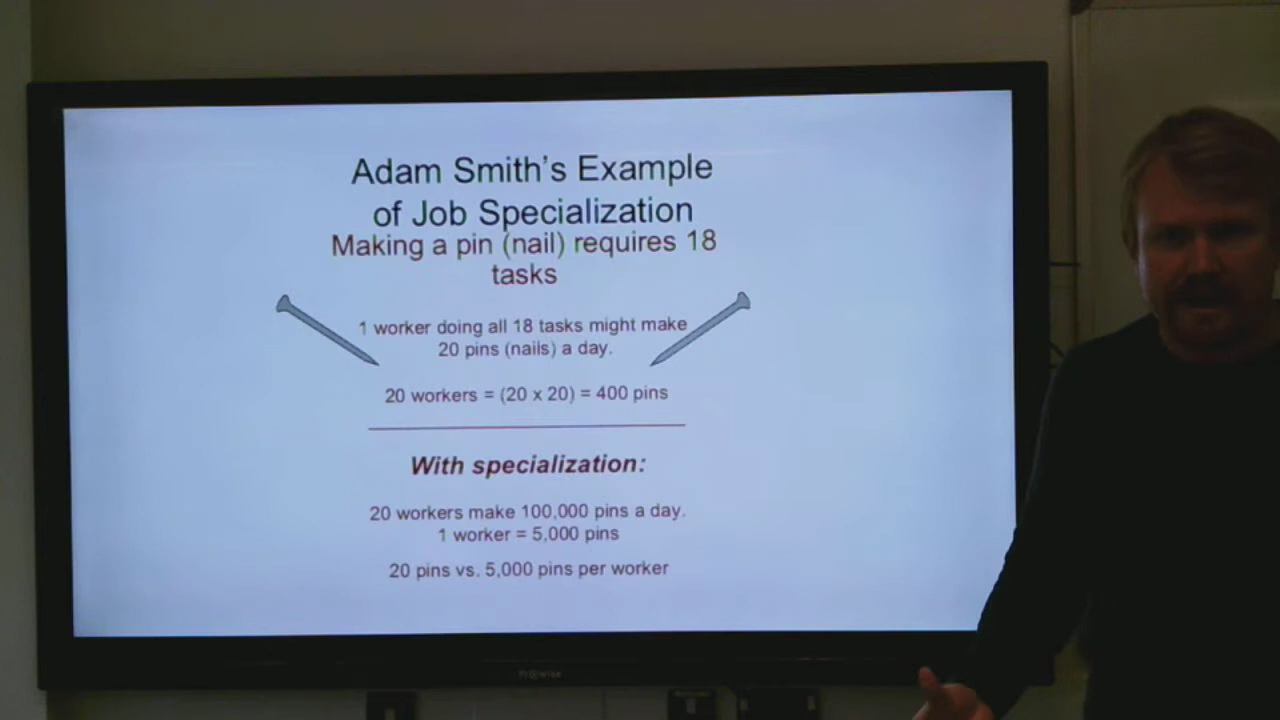 Adam Smith's Example
of Job Specialization
Making a pin (nail) requires 18
tasks
1 worker doing all 18 tasks might make
20 pins (nails) a day.
20 workers = (20 x 20) = 400 pins
With specialization:
20 workers make 100,000 pins a day.
1 worker = 5,000 pins
20 pins vs. 5,000 pins per worker